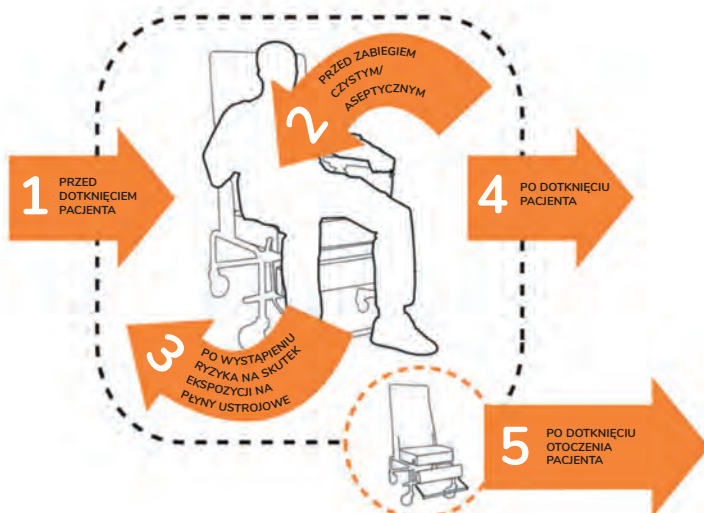 1
PRZED
DOTKNIĘCIEM
PACJENTA
2
PRZED ZABIEGIEM
CZYSTYM/
ASEPTYCZNYM
3
PO WYSTĄPIENIU
RYZYKA NA SKUTEK
EKSPOZYCJI NA
PŁYNY USTROJOWE
4
PO DOTKNIĘCIU
PACJENTA
5
PO DOTKNIĘCIU
OTOCZENIA
PACJENTA